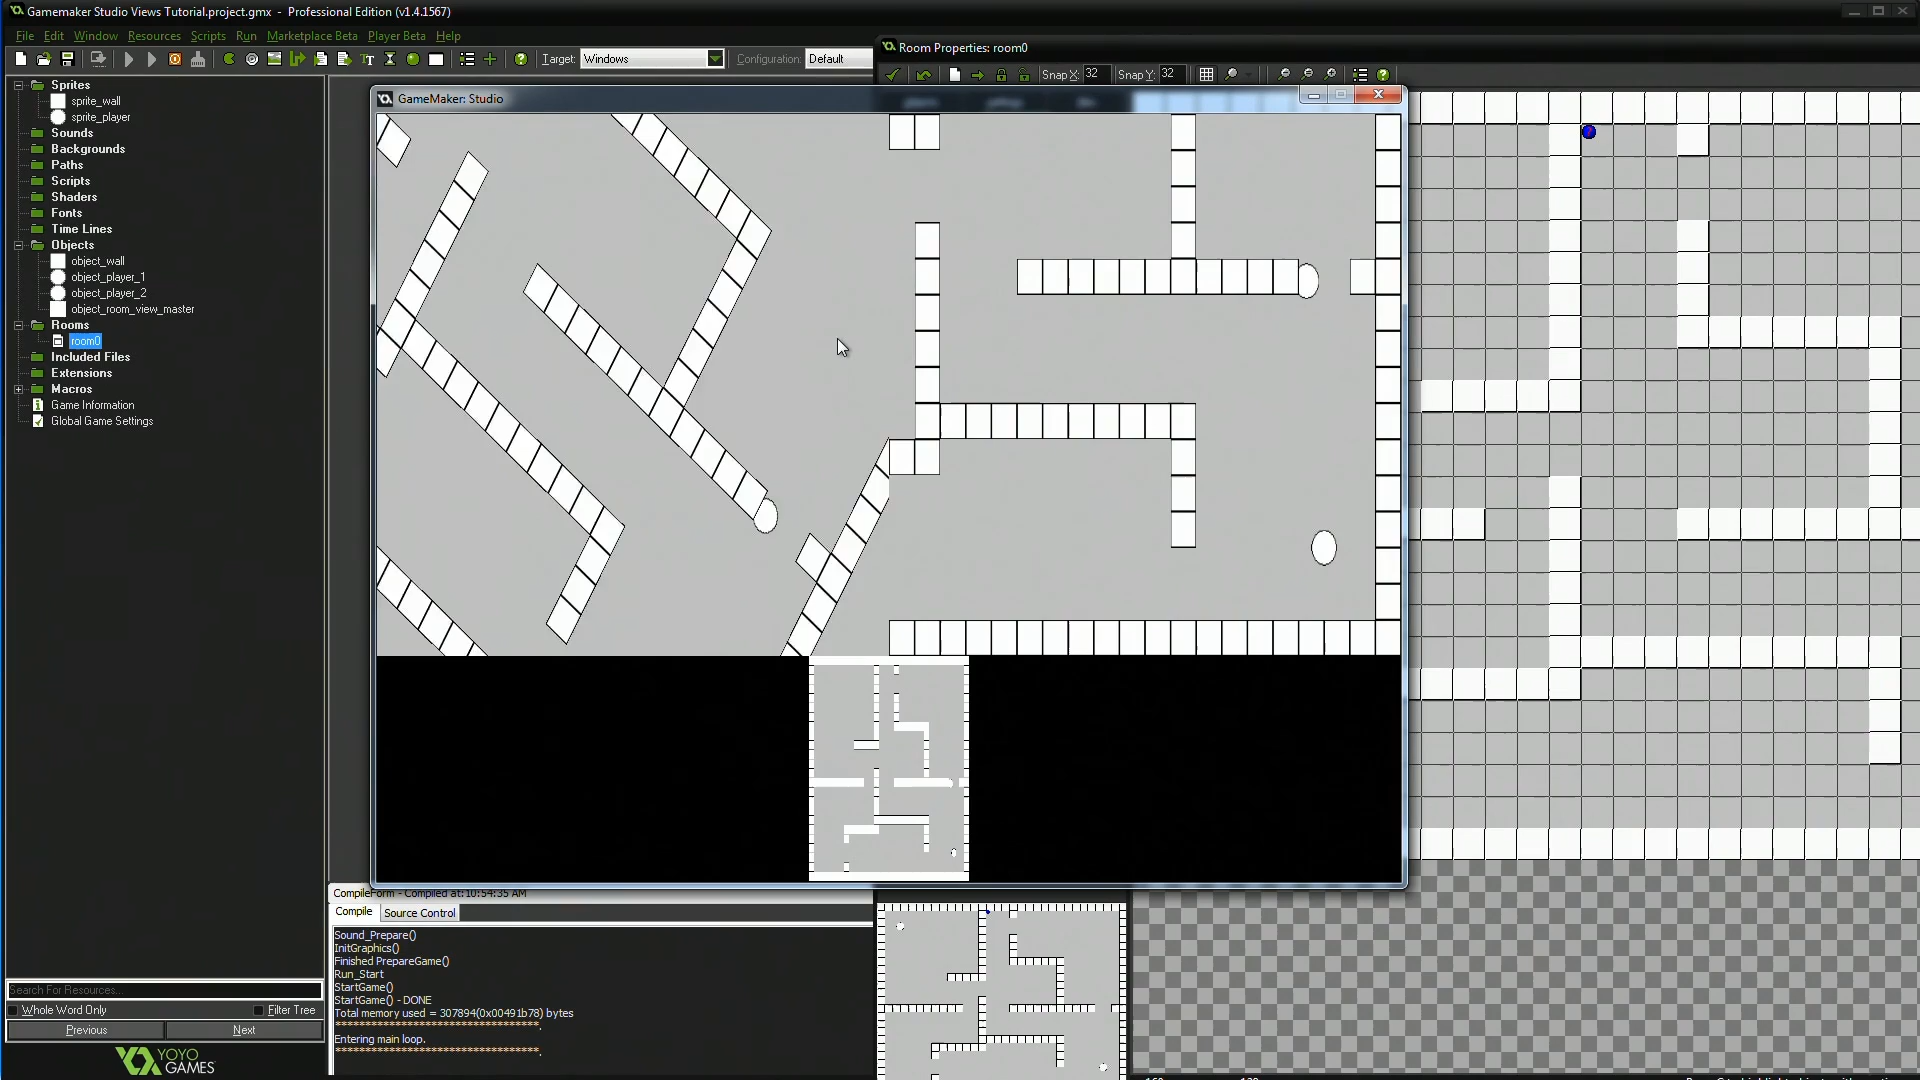 Gamemaker Studio Views Tutorial.project.gmx - Professional Edition (v1.4.1567)
File Edit Window Resources Scripts Run Marketplace Beta Player Beta Help
Target: Windows Configuration: Default
Room Properties: room0
Snap X: 32 Snap Y: 32
GameMaker: Studio
Sprites
sprite_wall
sprite_player
Sounds
Backgrounds
Paths
Scripts
Shaders
Fonts
Time Lines
Objects
object_wall
object_player_1
object_player_2
object_room_view_master
Rooms
room0
Included Files
Extensions
Macros
Game Information
Global Game Settings
Search For Resources...
Whole Word Only Filter Tree
Previous Next
YOYO
GAMES
CompileForm - Compiled at: 10:54:35 AM
Compile Source Control
Sound_Prepare()
InitGraphics()
Finished PrepareGame()
Run_Start
StartGame()
StartGame() - DONE
Total memory used = 307894(0x00491b78) bytes
**********************************.
Entering main loop.
**********************************.